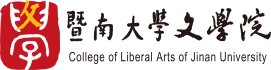 暨南大學文學院
College of Liberal Arts of Jinan University